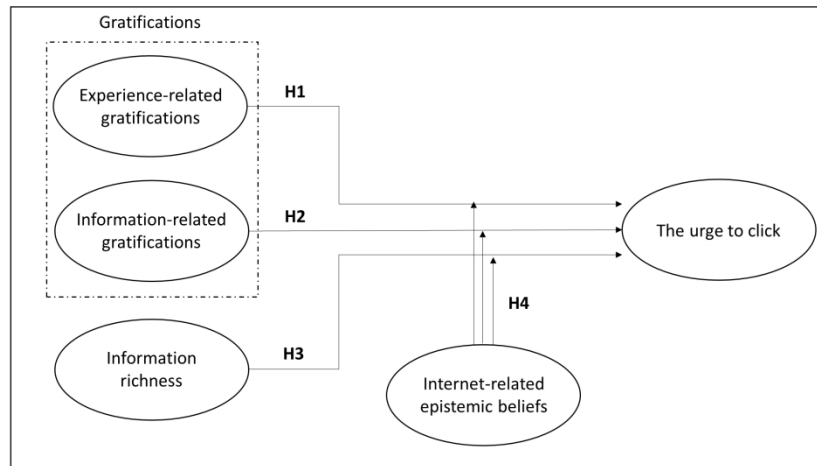 Gratifications
Experience-related
gratifications
H1
Information-related
gratifications
H2
The urge to click
H4
Information
richness
H3
Internet-related
epistemic beliefs